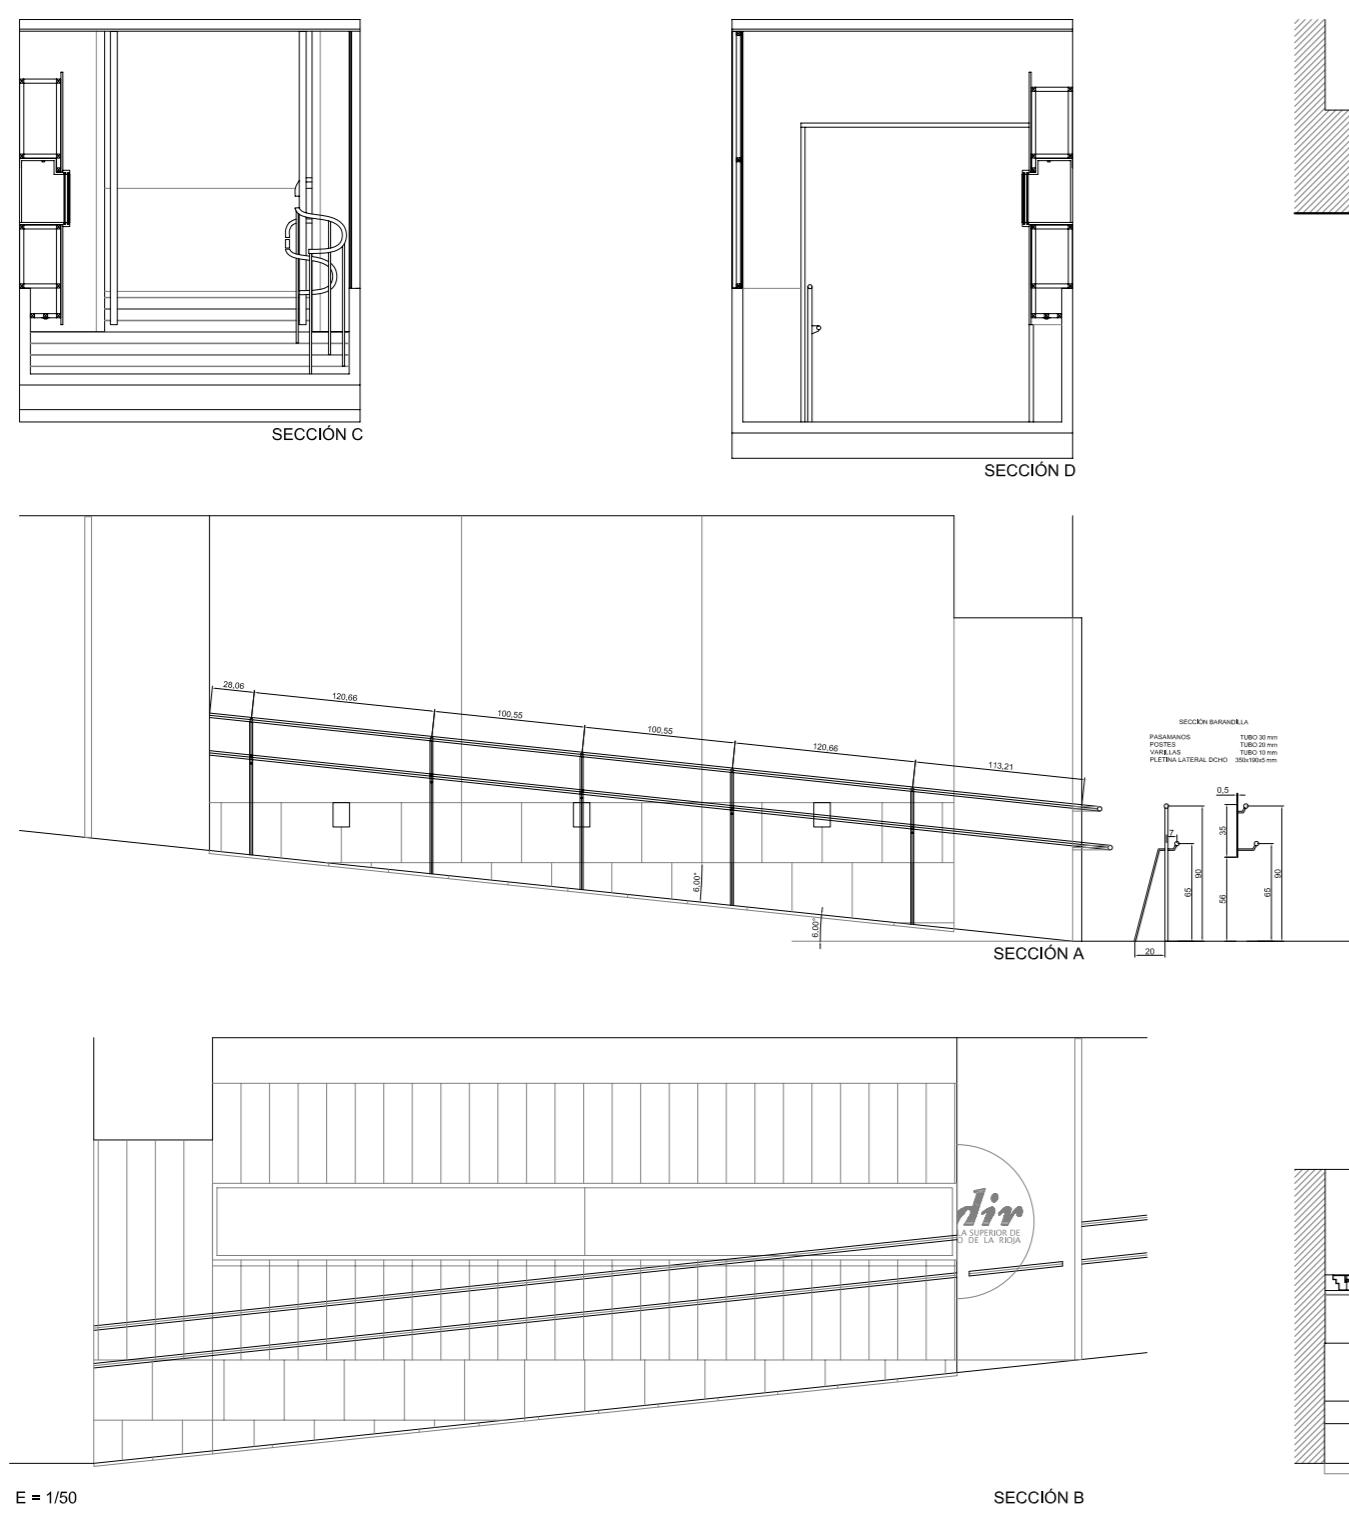 SECCIÓN C
SECCIÓN D
28,06
120,66
100,55
100,55
120,66
113,21
6,00°
6,00°
SECCIÓN A
SECCIÓN BARANDILLA
PASAMANOS TUBO 30 mm
POSTES TUBO 20 mm
VARILLAS TUBO 10 mm
PLETINA LATERAL DCHO 350x190x5 mm
0,5
7
35
56
65
90
65
90
20
dir
LA SUPERIOR DE
O DE LA RIOJA
E = 1/50
SECCIÓN B